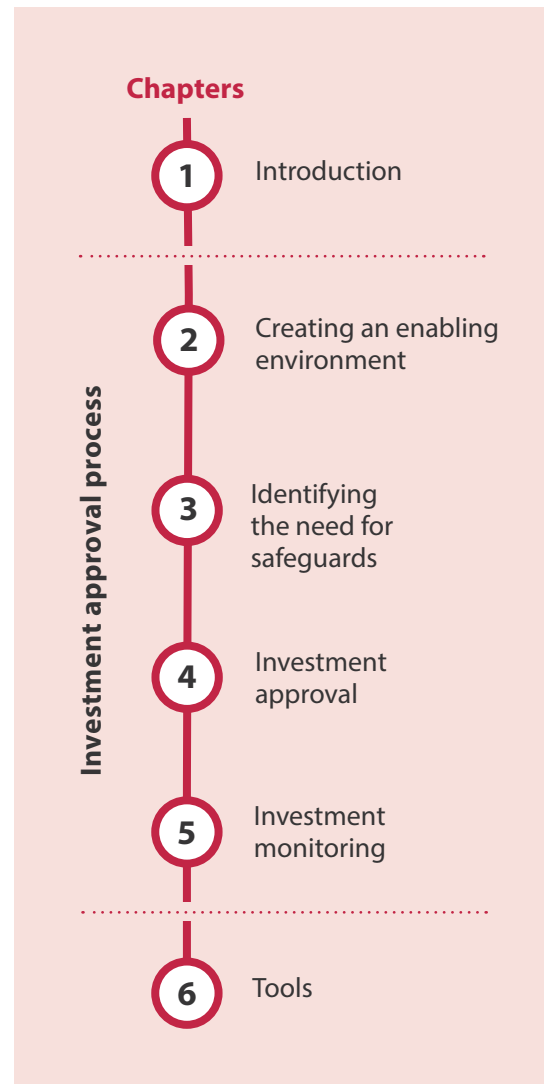 Chapters
1
Introduction
2
Creating an enabling
environment
Investment approval process
3
Identifying
the need for
safeguards
4
Investment
approval
5
Investment
monitoring
6
Tools